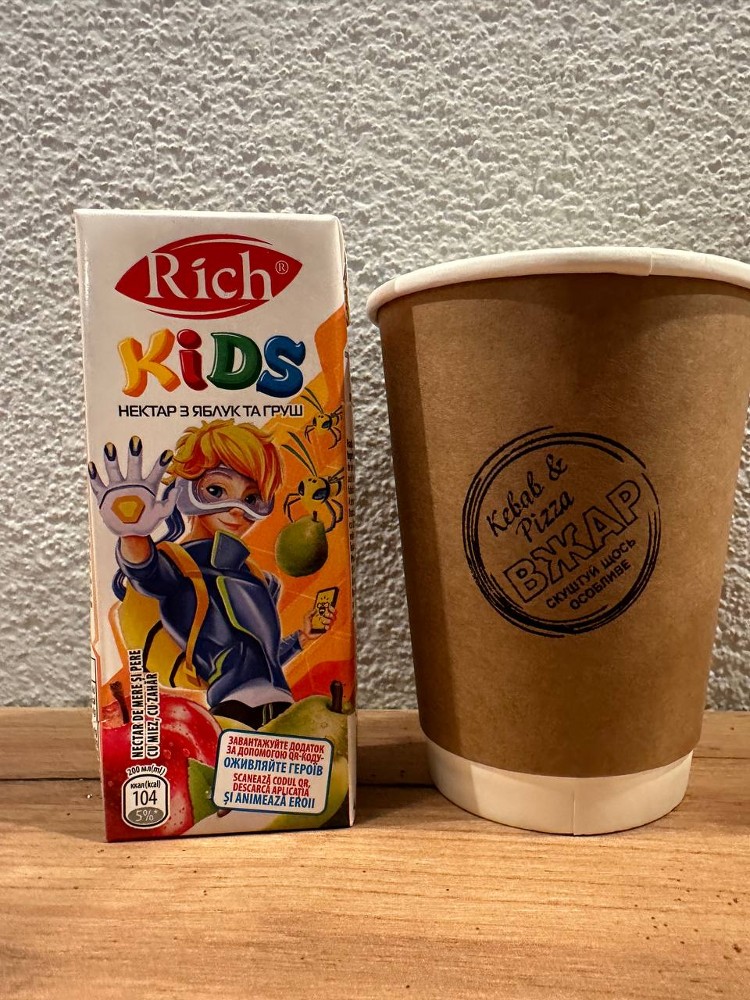 Rich®
KiDS
НЕКТАР З ЯБЛУК ТА ГРУШ
NECTAR DE MERE ȘI PERE
CU MIEZ, CU ZAHĂR
200 мл(ml)
ккал(kcal)
104
5%*
ЗАВАНТАЖУЙТЕ ДОДАТОК
ЗА ДОПОМОГОЮ QR-КОДУ-
ОЖИВЛЯЙТЕ ГЕРОЇВ
SCANEAZĂ CODUL QR,
DESCARCĂ APLICAȚIA
ȘI ANIMEAZĂ EROII
Kebab &
Pizza
ВЖАР
СКУШТУЙ ЩОСЬ
ОСОБЛИВЕ